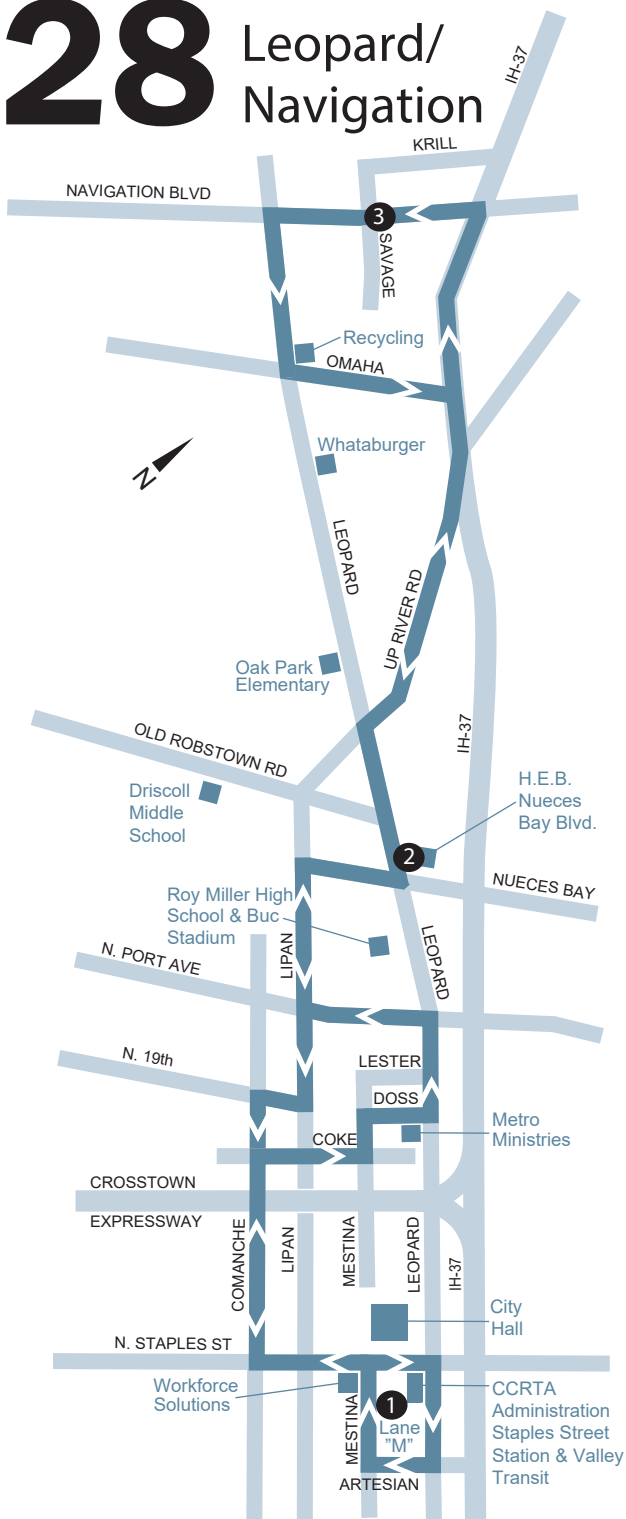 28 Leopard/
Navigation
IH-37
KRILL
NAVIGATION BLVD
3
SAVAGE
Recycling
OMAHA
Whataburger
N
LEOPARD
UP RIVER RD
Oak Park
Elementary
IH-37
OLD ROBSTOWN RD
Driscoll
Middle
School
H.E.B.
Nueces
Bay Blvd.
2
NUECES BAY
Roy Miller High
School & Buc
Stadium
LEOPARD
LIPAN
N. PORT AVE
N. 19th
LESTER
DOSS
Metro
Ministries
COKE
CROSSTOWN
EXPRESSWAY
COMANCHE
LIPAN
MESTINA
LEOPARD
IH-37
City
Hall
N. STAPLES ST
Workforce
Solutions
MESTINA
1
Lane
"M"
CCRTA
Administration
Staples Street
Station & Valley
Transit
ARTESIAN